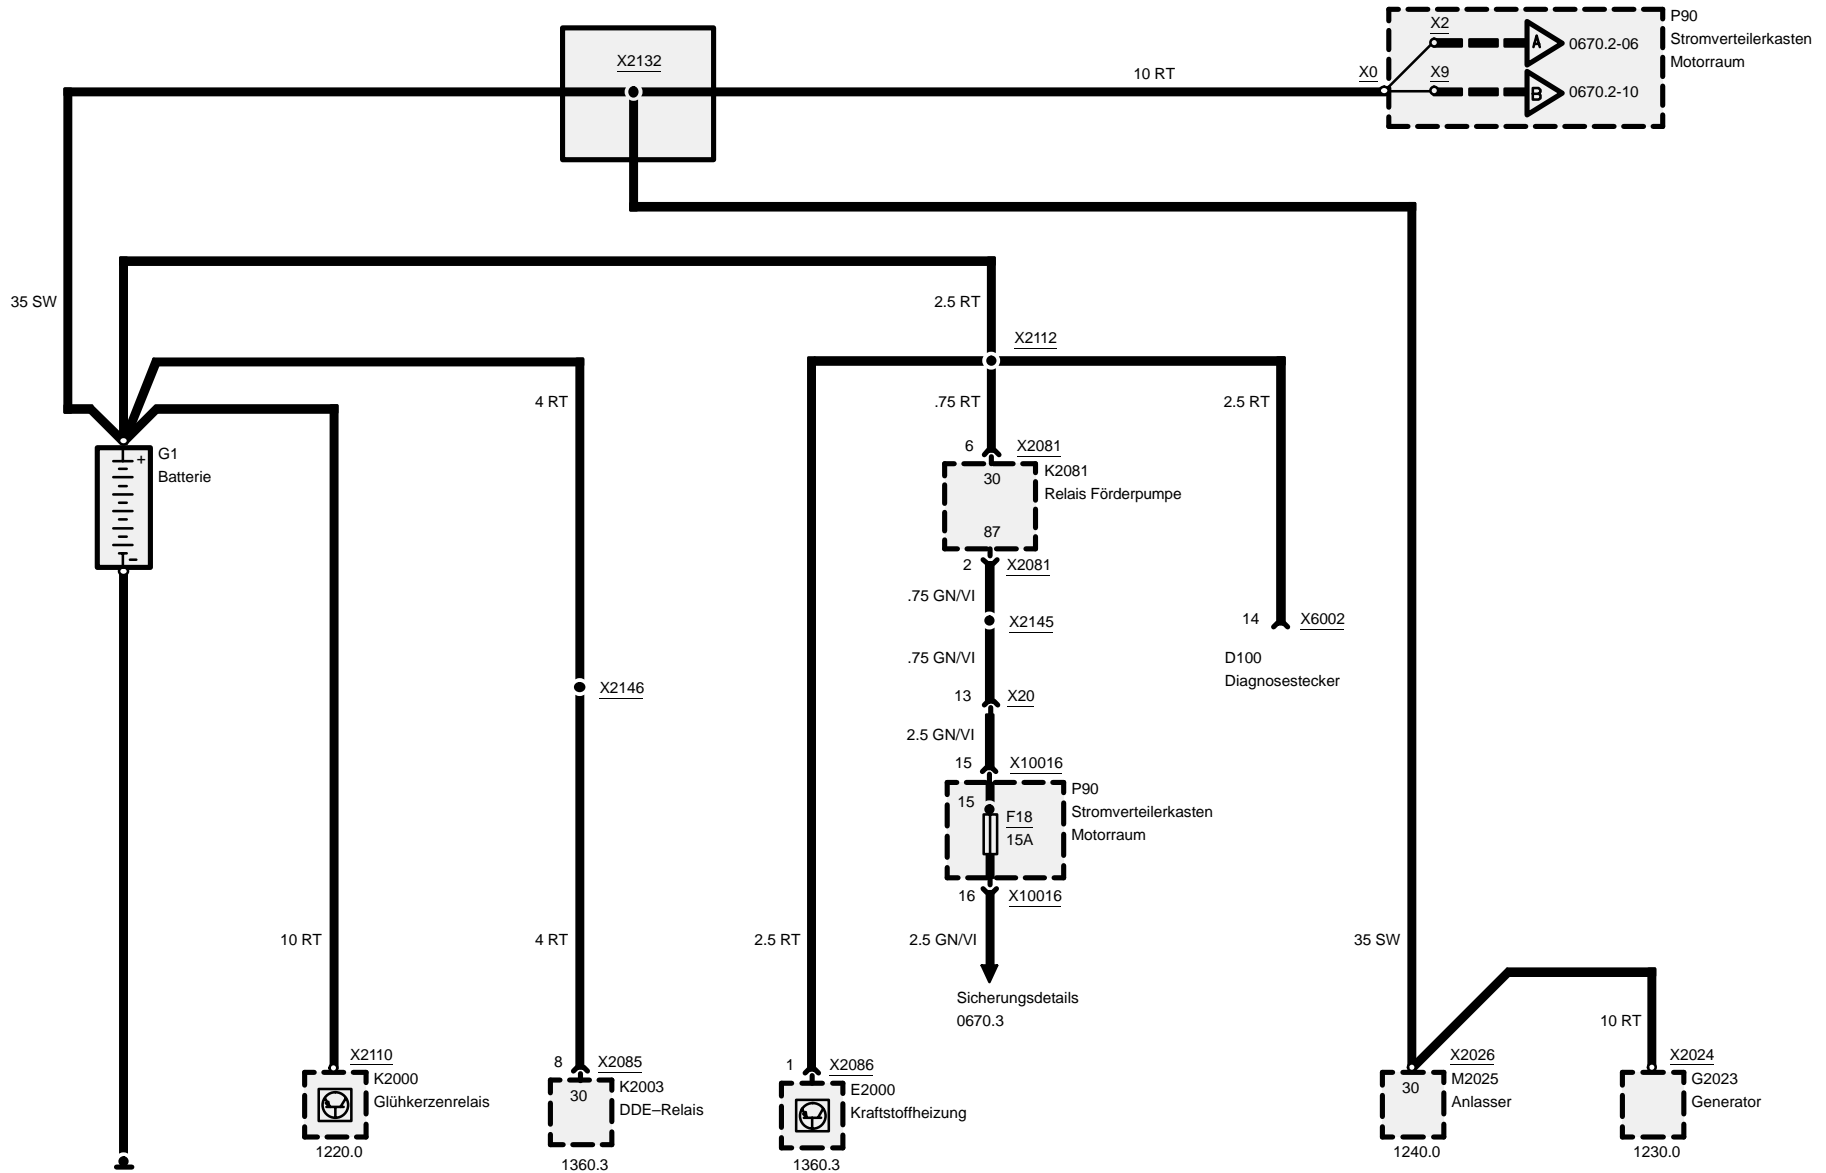 P90
X2
Stromverteilerkasten
A
0670.2-06
X2132
Motorraum
10 RT
X0
X9
B
0670.2-10
35 SW
2.5 RT
X2112
4 RT
.75 RT
2.5 RT
6
X2081
+
G1
Batterie
30
K2081
Relais Förderpumpe
87
-
2
X2081
.75 GN/VI
X2145
14
X6002
.75 GN/VI
D100
Diagnosestecker
X2146
13
X20
2.5 GN/VI
15
X10016
P90
15
Stromverteilerkasten
F18
Motorraum
15A
16
X10016
10 RT
4 RT
2.5 RT
2.5 GN/VI
35 SW
Sicherungsdetails
0670.3
10 RT
X2110
8
X2085
1
X2086
X2026
X2024
K2000
Glühkerzenrelais
30
K2003
DDE–Relais
E2000
Kraftstoffheizung
30
M2025
Anlasser
G2023
Generator
1220.0
1360.3
1360.3
1240.0
1230.0